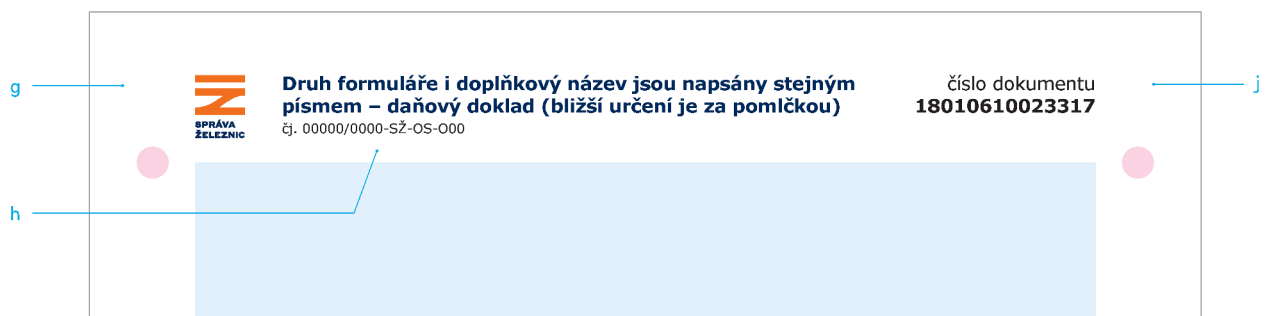 g
SPRÁVA
ŽELEZNIC
Druh formuláře i doplňkový název jsou napsány stejným
písmem – daňový doklad (bližší určení je za pomlčkou)
čj. 00000/0000-SŽ-OS-O00
číslo dokumentu
18010610023317
j
h